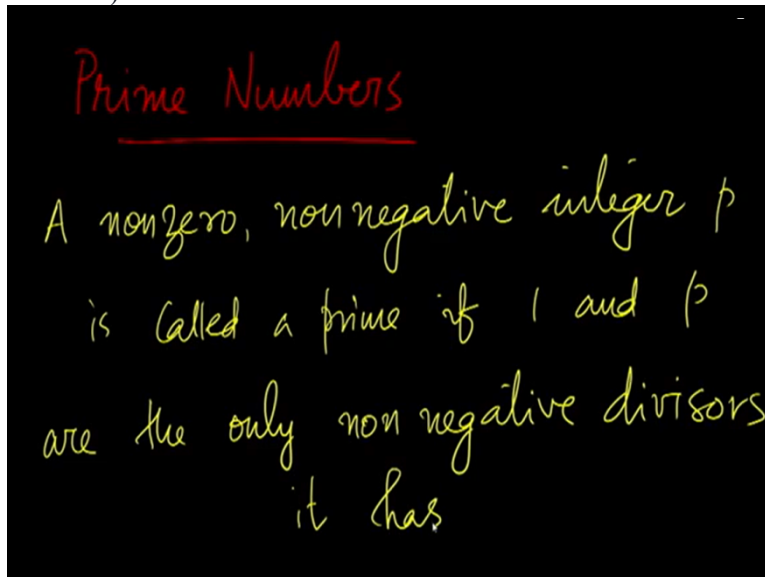 Prime Numbers
A nonzero, nonnegative integer p
is called a prime if 1 and p
are the only non negative divisors
it has